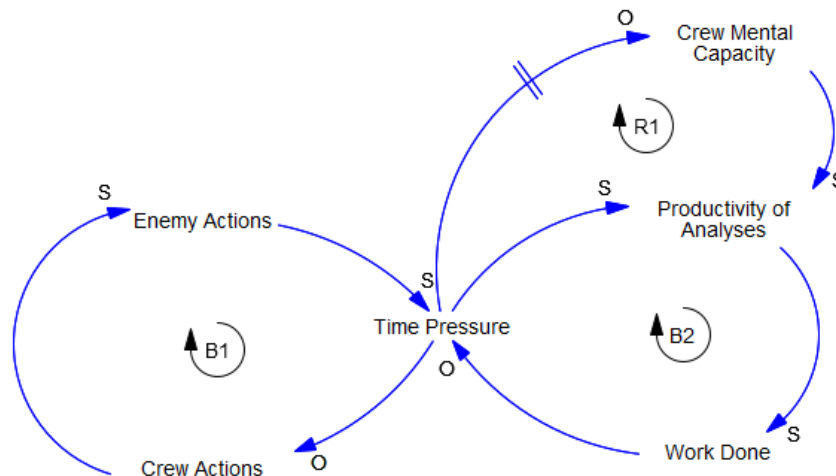 O
Crew Mental
Capacity
R1
S
S
Enemy Actions
S
Productivity of
Analyses
S
Time Pressure
B1
B2
O
O
Crew Actions
S
Work Done